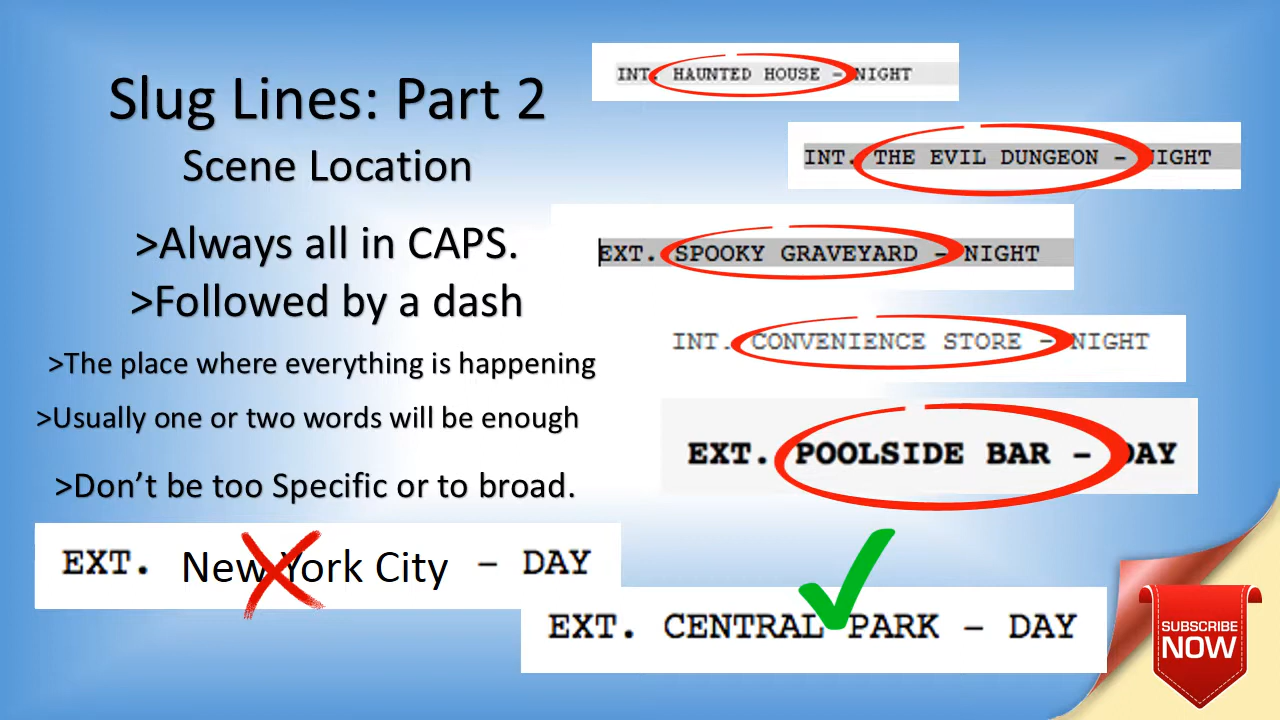 Slug Lines: Part 2
Scene Location
>Always all in CAPS.
>Followed by a dash
>The place where everything is happening
>Usually one or two words will be enough
>Don’t be too Specific or to broad.
INT. HAUNTED HOUSE – NIGHT
INT. THE EVIL DUNGEON – NIGHT
EXT. SPOOKY GRAVEYARD – NIGHT
INT. CONVENIENCE STORE – NIGHT
EXT. POOLSIDE BAR – DAY
EXT. New York City – DAY
EXT. CENTRAL PARK – DAY
SUBSCRIBE
NOW